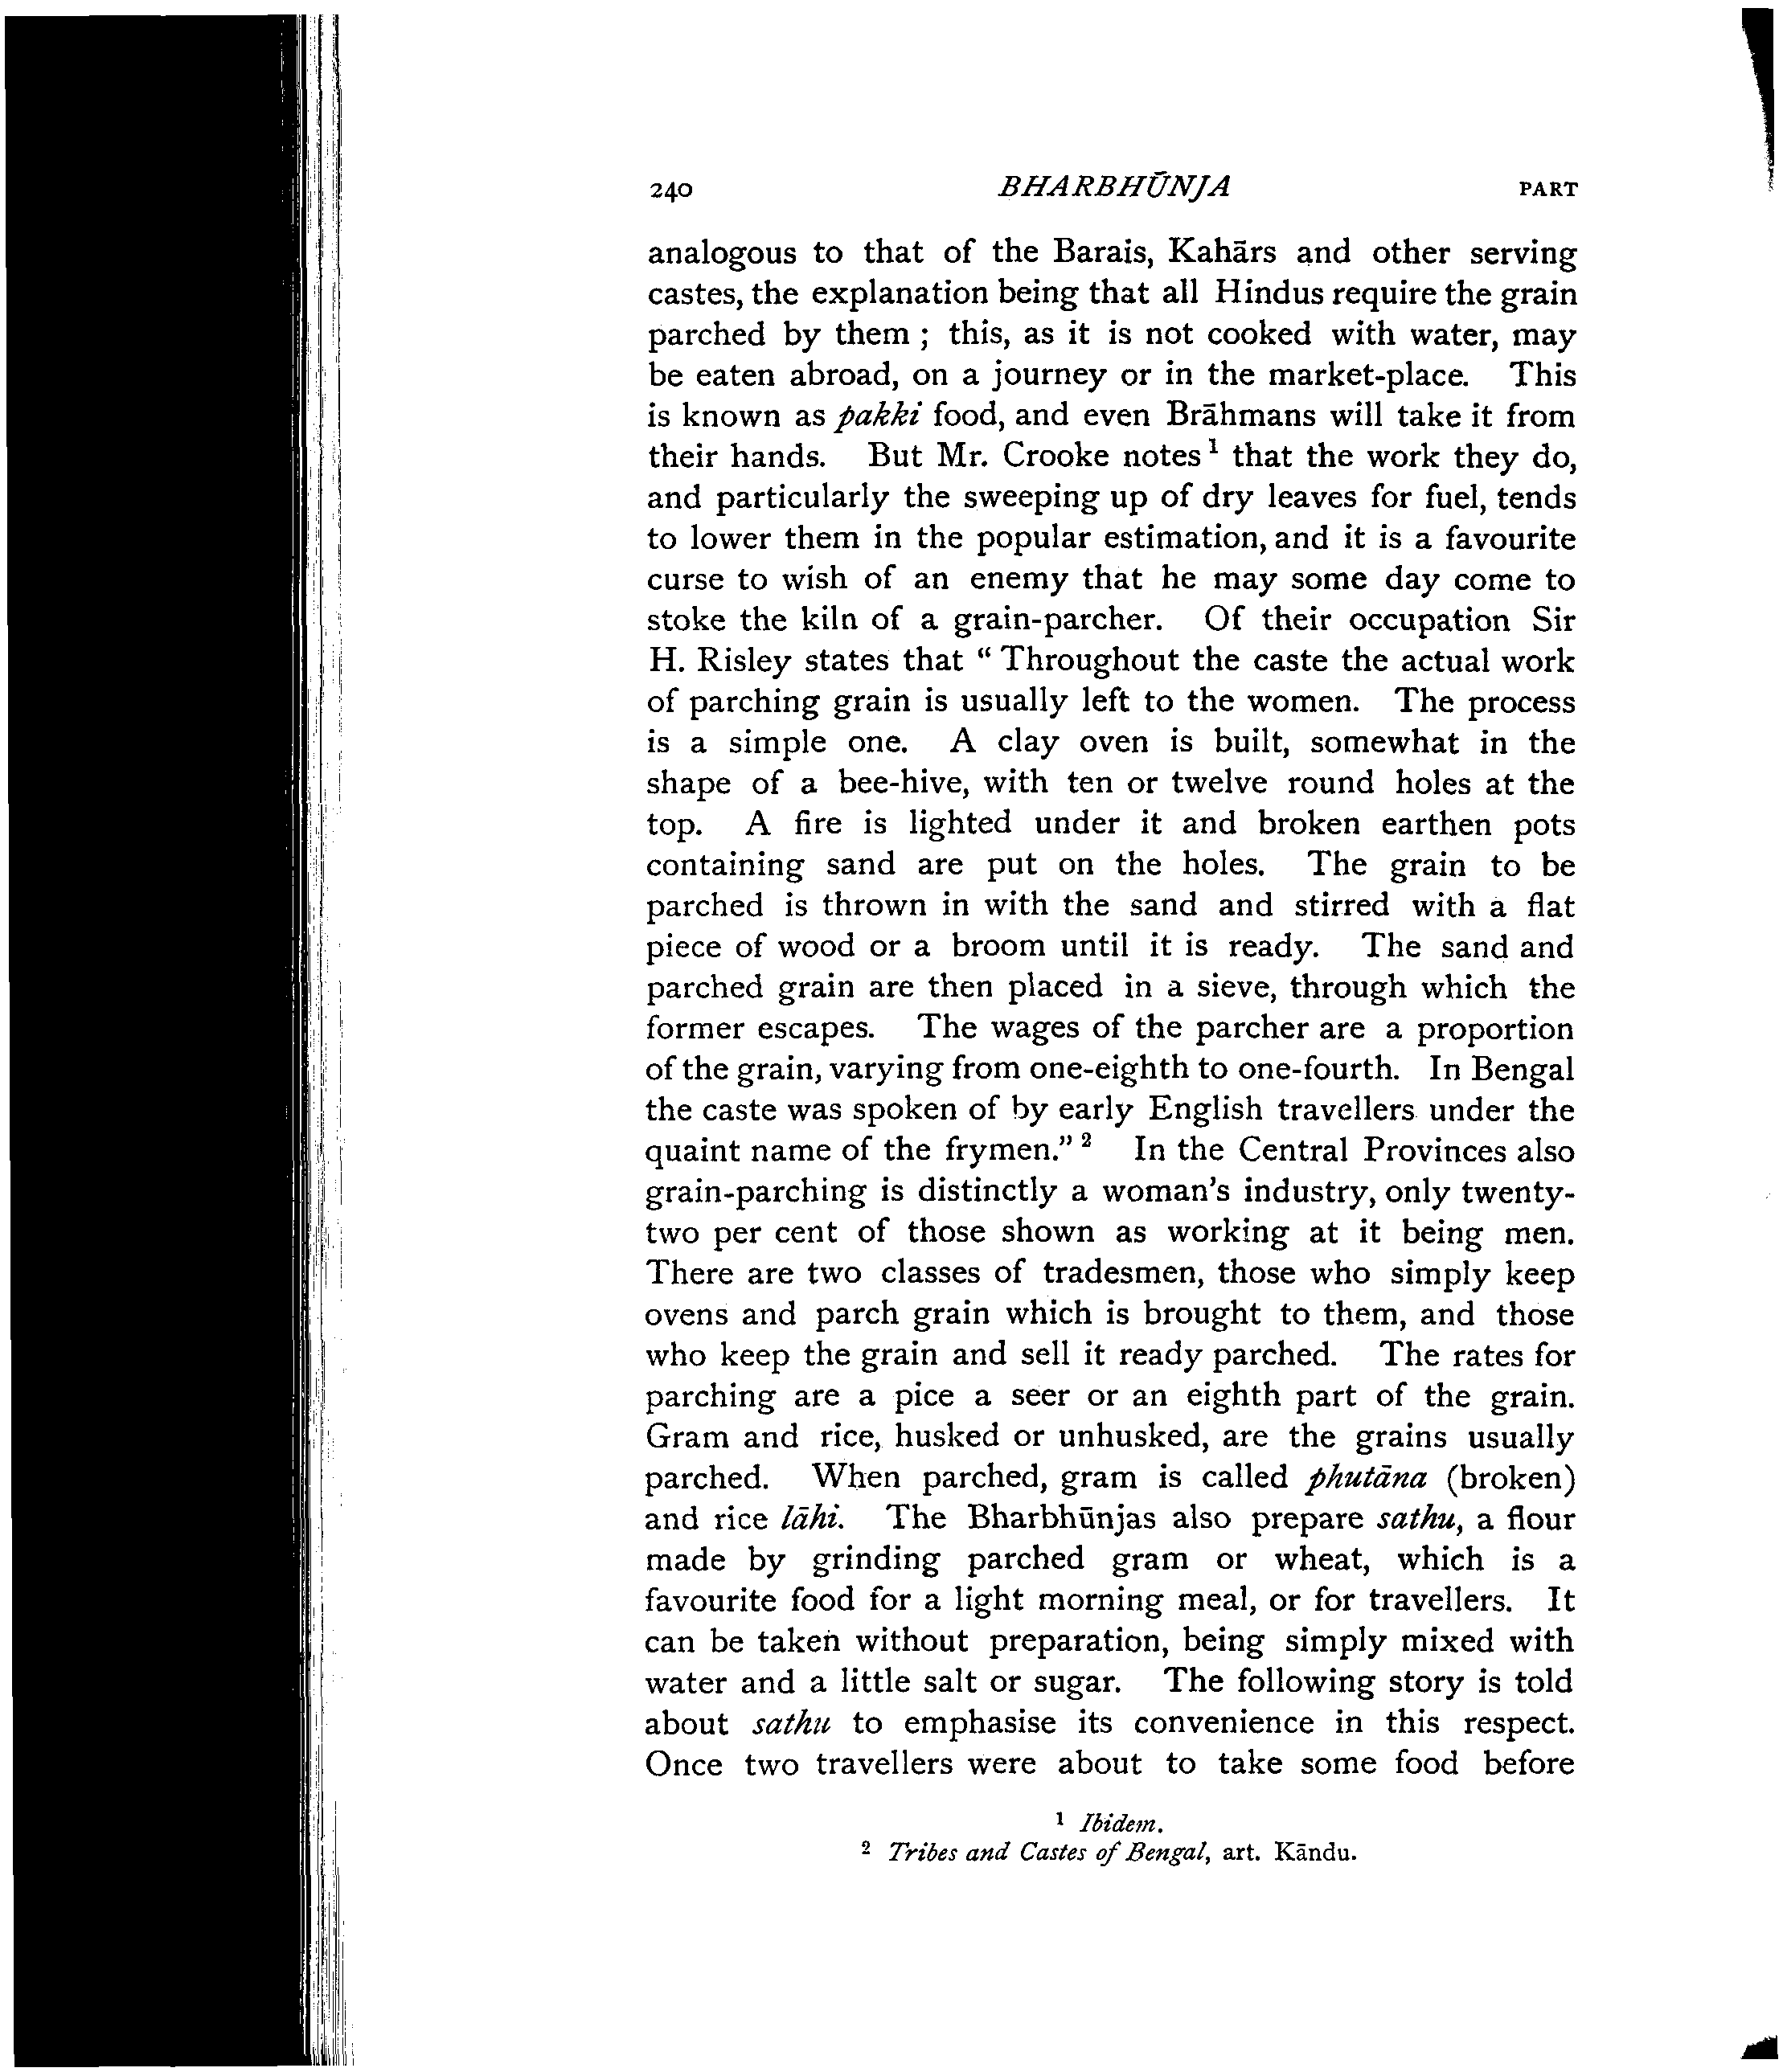 240 BHARBHŪNJA PART
analogous to that of the Barais, Kahārs and other serving
castes, the explanation being that all Hindus require the grain
parched by them ; this, as it is not cooked with water, may
be eaten abroad, on a journey or in the market-place. This
is known as pakki food, and even Brāhmans will take it from
their hands. But Mr. Crooke notes ¹ that the work they do,
and particularly the sweeping up of dry leaves for fuel, tends
to lower them in the popular estimation, and it is a favourite
curse to wish of an enemy that he may some day come to
stoke the kiln of a grain-parcher. Of their occupation Sir
H. Risley states that “ Throughout the caste the actual work
of parching grain is usually left to the women. The process
is a simple one. A clay oven is built, somewhat in the
shape of a bee-hive, with ten or twelve round holes at the
top. A fire is lighted under it and broken earthen pots
containing sand are put on the holes. The grain to be
parched is thrown in with the sand and stirred with a flat
piece of wood or a broom until it is ready. The sand and
parched grain are then placed in a sieve, through which the
former escapes. The wages of the parcher are a proportion
of the grain, varying from one-eighth to one-fourth. In Bengal
the caste was spoken of by early English travellers under the
quaint name of the frymen.” ² In the Central Provinces also
grain-parching is distinctly a woman's industry, only twenty-
two per cent of those shown as working at it being men.
There are two classes of tradesmen, those who simply keep
ovens and parch grain which is brought to them, and those
who keep the grain and sell it ready parched. The rates for
parching are a pice a seer or an eighth part of the grain.
Gram and rice, husked or unhusked, are the grains usually
parched. When parched, gram is called phutāna (broken)
and rice lāhi. The Bharbhūnjas also prepare sathu, a flour
made by grinding parched gram or wheat, which is a
favourite food for a light morning meal, or for travellers. It
can be taken without preparation, being simply mixed with
water and a little salt or sugar. The following story is told
about sathu to emphasise its convenience in this respect.
Once two travellers were about to take some food before
¹ Ibidem.
² Tribes and Castes of Bengal, art. Kāndu.